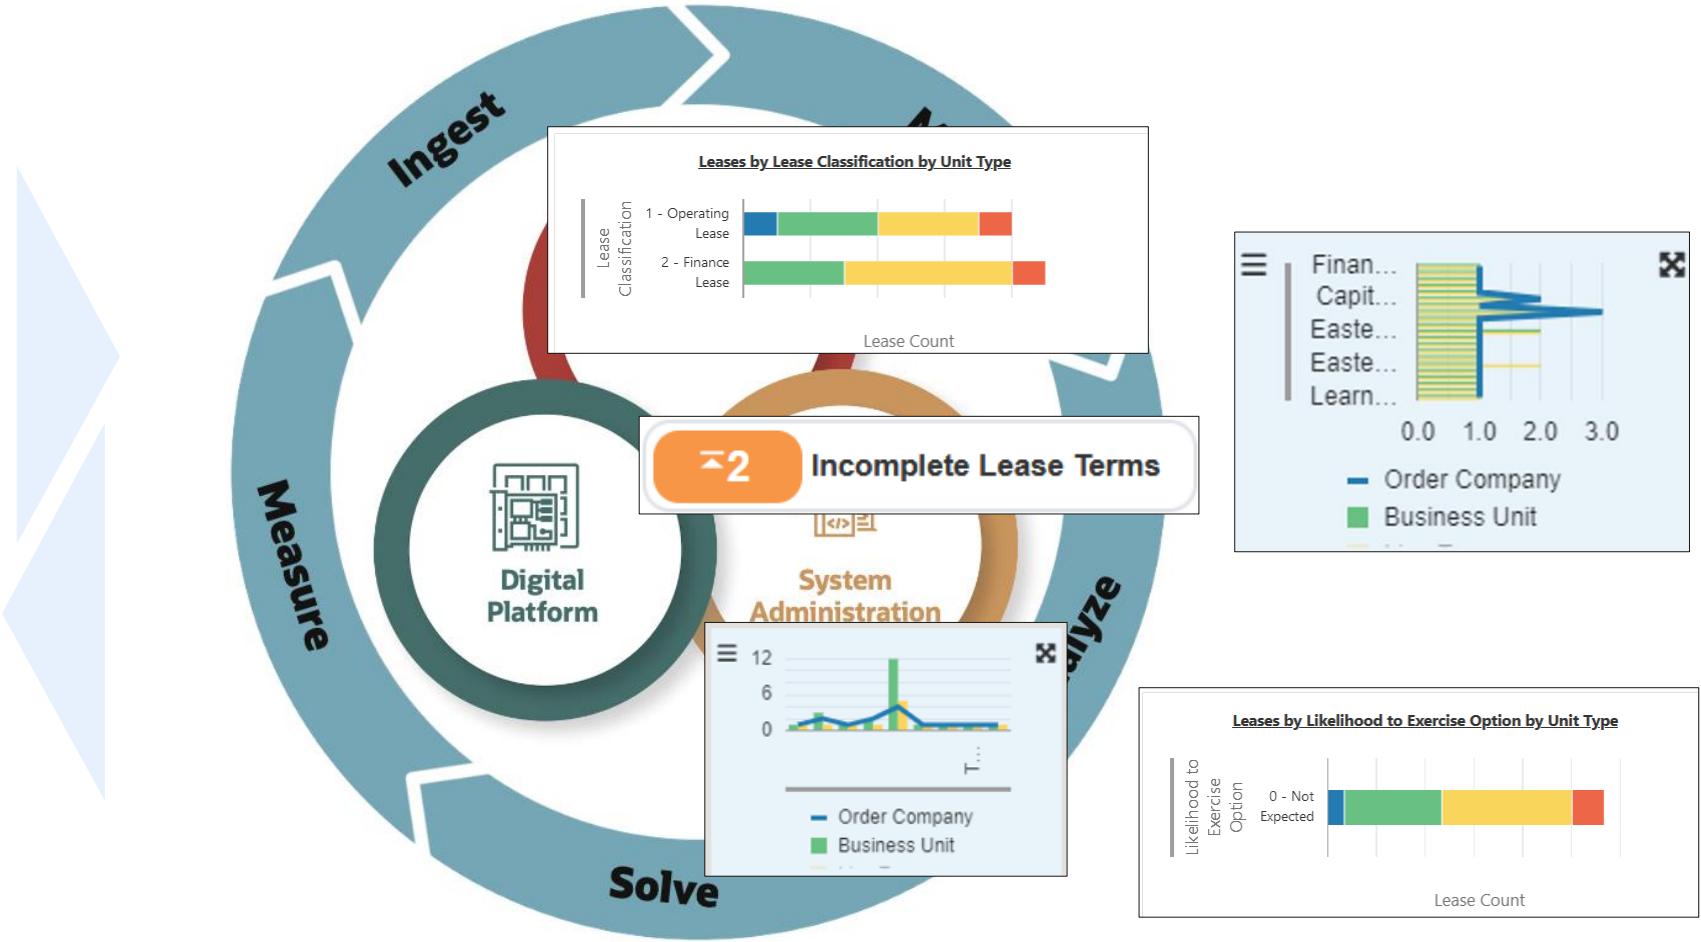 Ingest
Leases by Lease Classification by Unit Type
Lease
Classification
1 - Operating
Lease
2 - Finance
Lease
Lease Count
Finan...
Capit...
Easte...
Easte...
Learn...
0.0 1.0 2.0 3.0
Order Company
Business Unit
2 Incomplete Lease Terms
Digital
Platform
</>
System
Administration
Measure
12
6
0
T...
Order Company
Business Unit
Leases by Likelihood to Exercise Option by Unit Type
Likelihood to
Exercise
Option
0 - Not
Expected
Lease Count
Solve